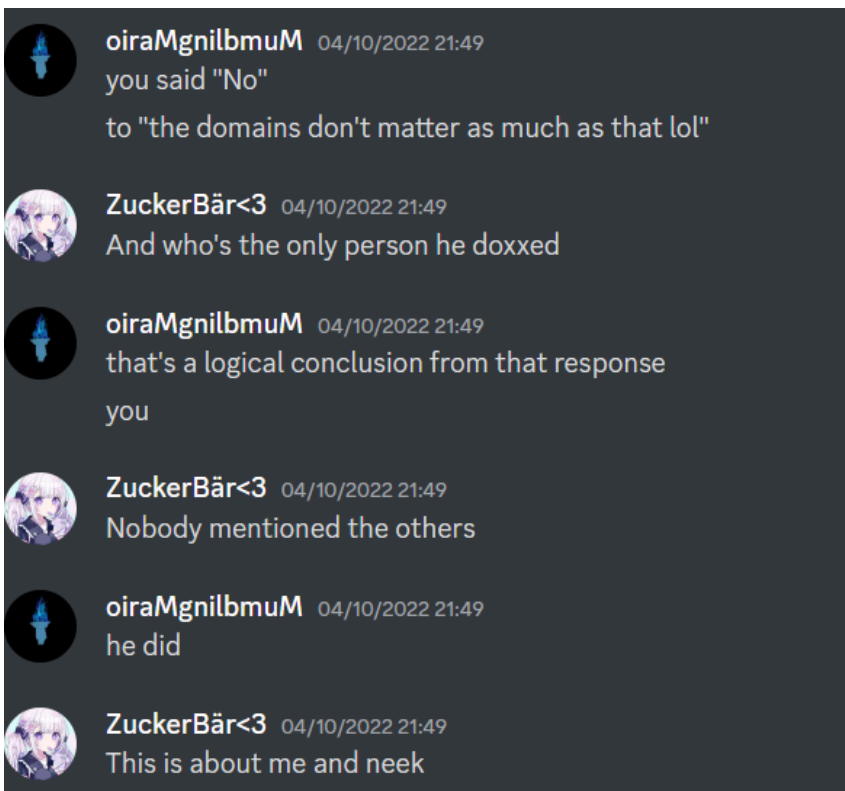 oiraMgnilbmuM 04/10/2022 21:49
you said "No"
to "the domains don't matter as much as that lol"
ZuckerBär<3 04/10/2022 21:49
And who's the only person he doxxed
oiraMgnilbmuM 04/10/2022 21:49
that's a logical conclusion from that response
you
ZuckerBär<3 04/10/2022 21:49
Nobody mentioned the others
oiraMgnilbmuM 04/10/2022 21:49
he did
ZuckerBär<3 04/10/2022 21:49
This is about me and neek